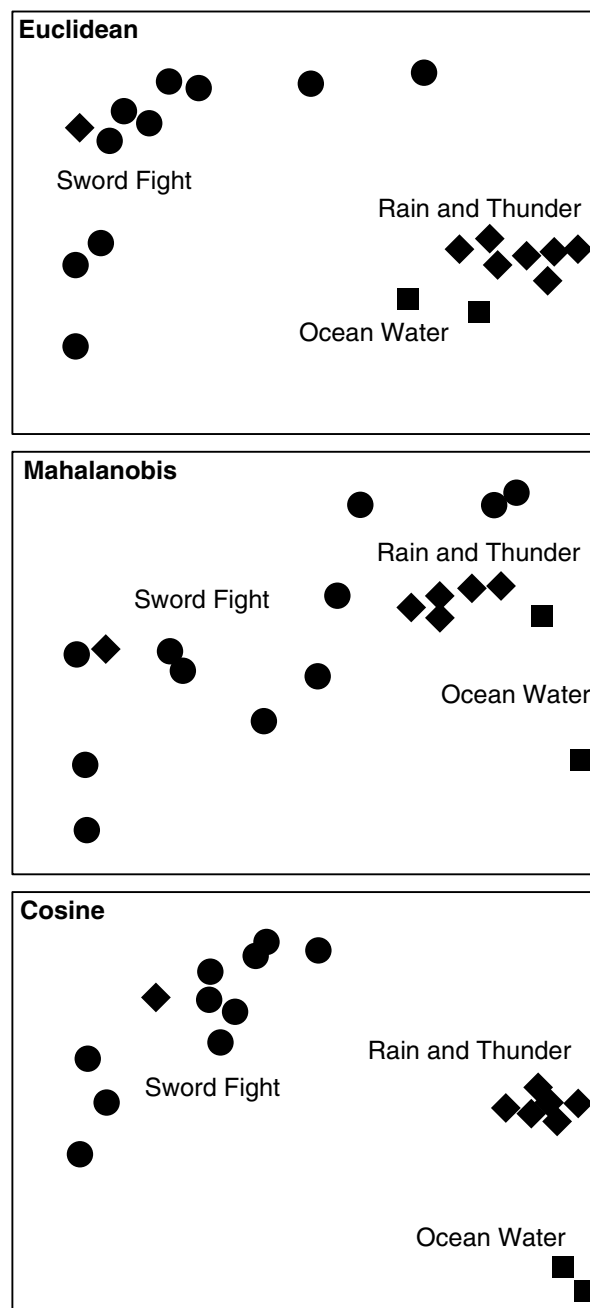 Euclidean
Sword Fight
Rain and Thunder
Ocean Water
Mahalanobis
Rain and Thunder
Sword Fight
Ocean Water
Cosine
Rain and Thunder
Sword Fight
Ocean Water